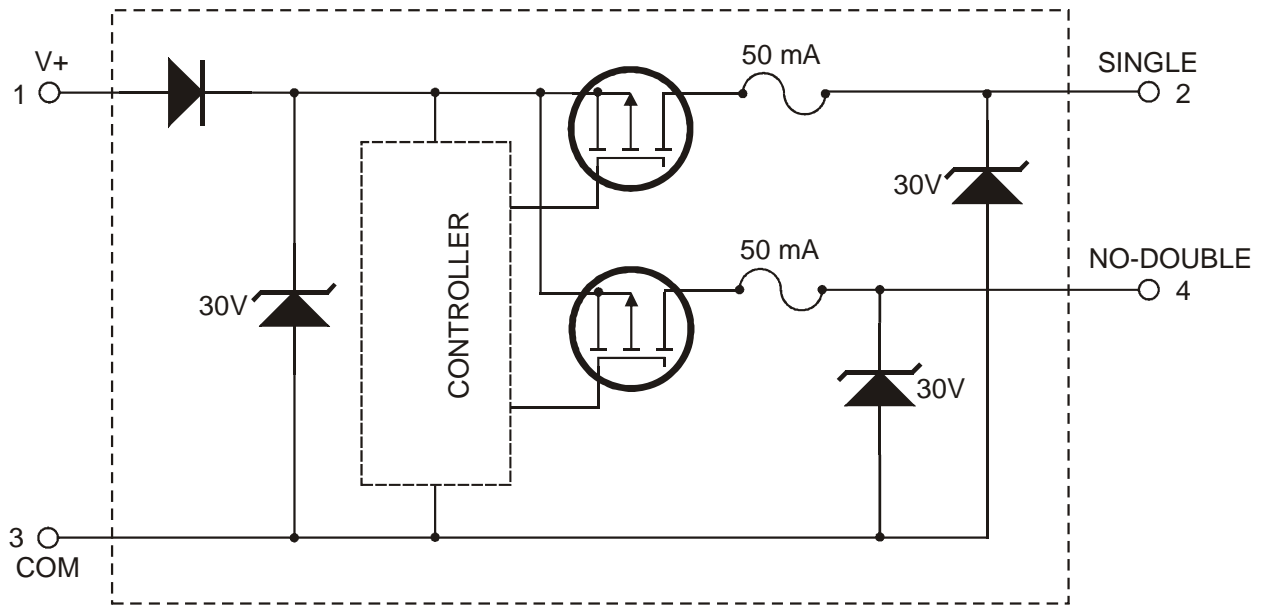 V+
1
50 mA
SINGLE
2
30V
CONTROLLER
50 mA
NO-DOUBLE
4
30V
30V
3
COM